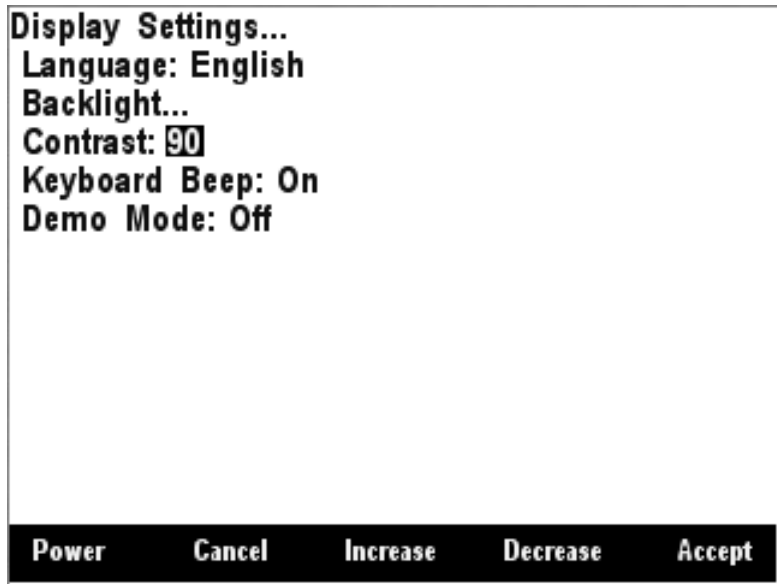 Display Settings...
Language: English
Backlight...
Contrast: 90
Keyboard Beep: On
Demo Mode: Off
Power Cancel Increase Decrease Accept